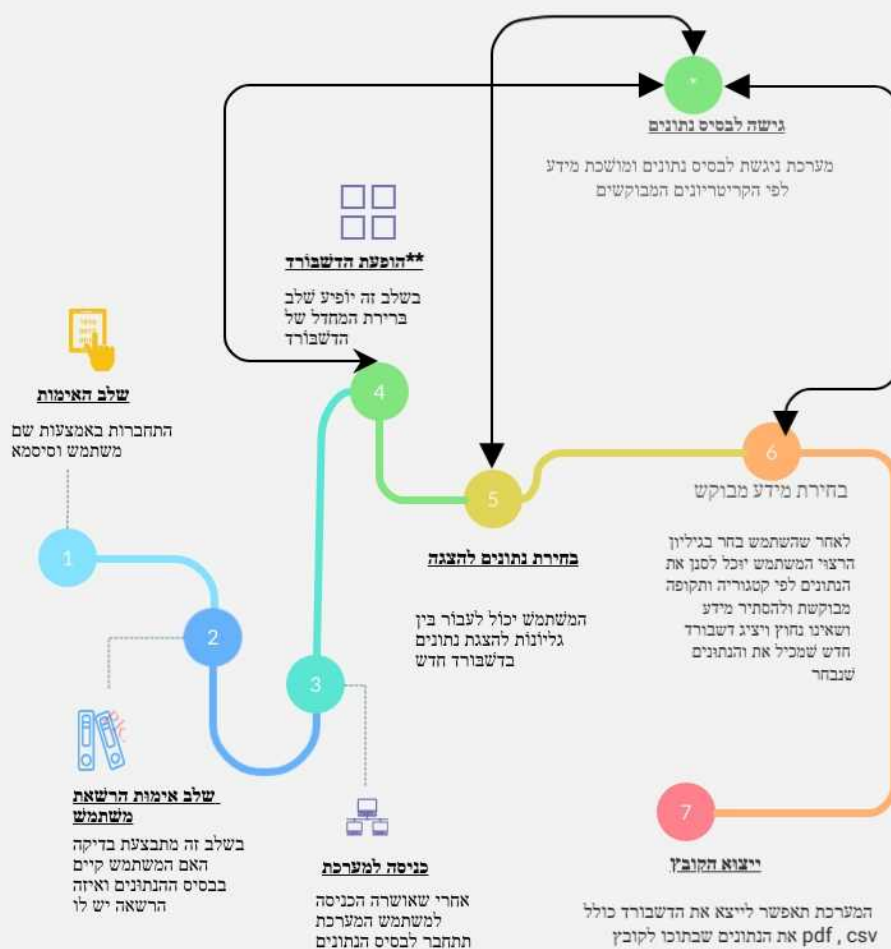 *
גישה לבסיס נתונים
מערכת ניגשת לבסיס נתונים ומושכת מידע
לפי הקריטריונים המבוקשים
**הופעת הדשבורד
בשלב זה יופיע שלב
ברירת המחדל של
הדשבורד
שלב האימות
התחברות באמצעות שם
משתמש וסיסמא
4
6
בחירת מידע מבוקש
5
לאחר שהשתמש בחר בגיליון
הרצוי המשתמש יוכל לסנן את
הנתונים לפי קטגוריה ותקופה
מבוקשת ולהסתיר מידע
ושאינו נחוץ ויציג דשבורד
חדש שמכיל את והנתונים
שנבחר
בחירת נתונים להצגה
המשתמש יכול לעבור בין
גליונות להצגת נתונים
בדשבורד חדש
1
2
3
שלב אימות הרשאת
משתמש
בשלב זה מתבצעת בדיקה
האם המשתמש קיים
בבסיס ההנתונים ואיזה
הרשאה יש לו
כניסה למערכת
אחרי שאושרה הכניסה
למשתמש המערכת
תתחבר לבסיס הנתונים
7
ייצוא הקובץ
המערכת תאפשר לייצא את הדשבורד כולל
את הנתונים שבתוכו לקובץ pdf , csv